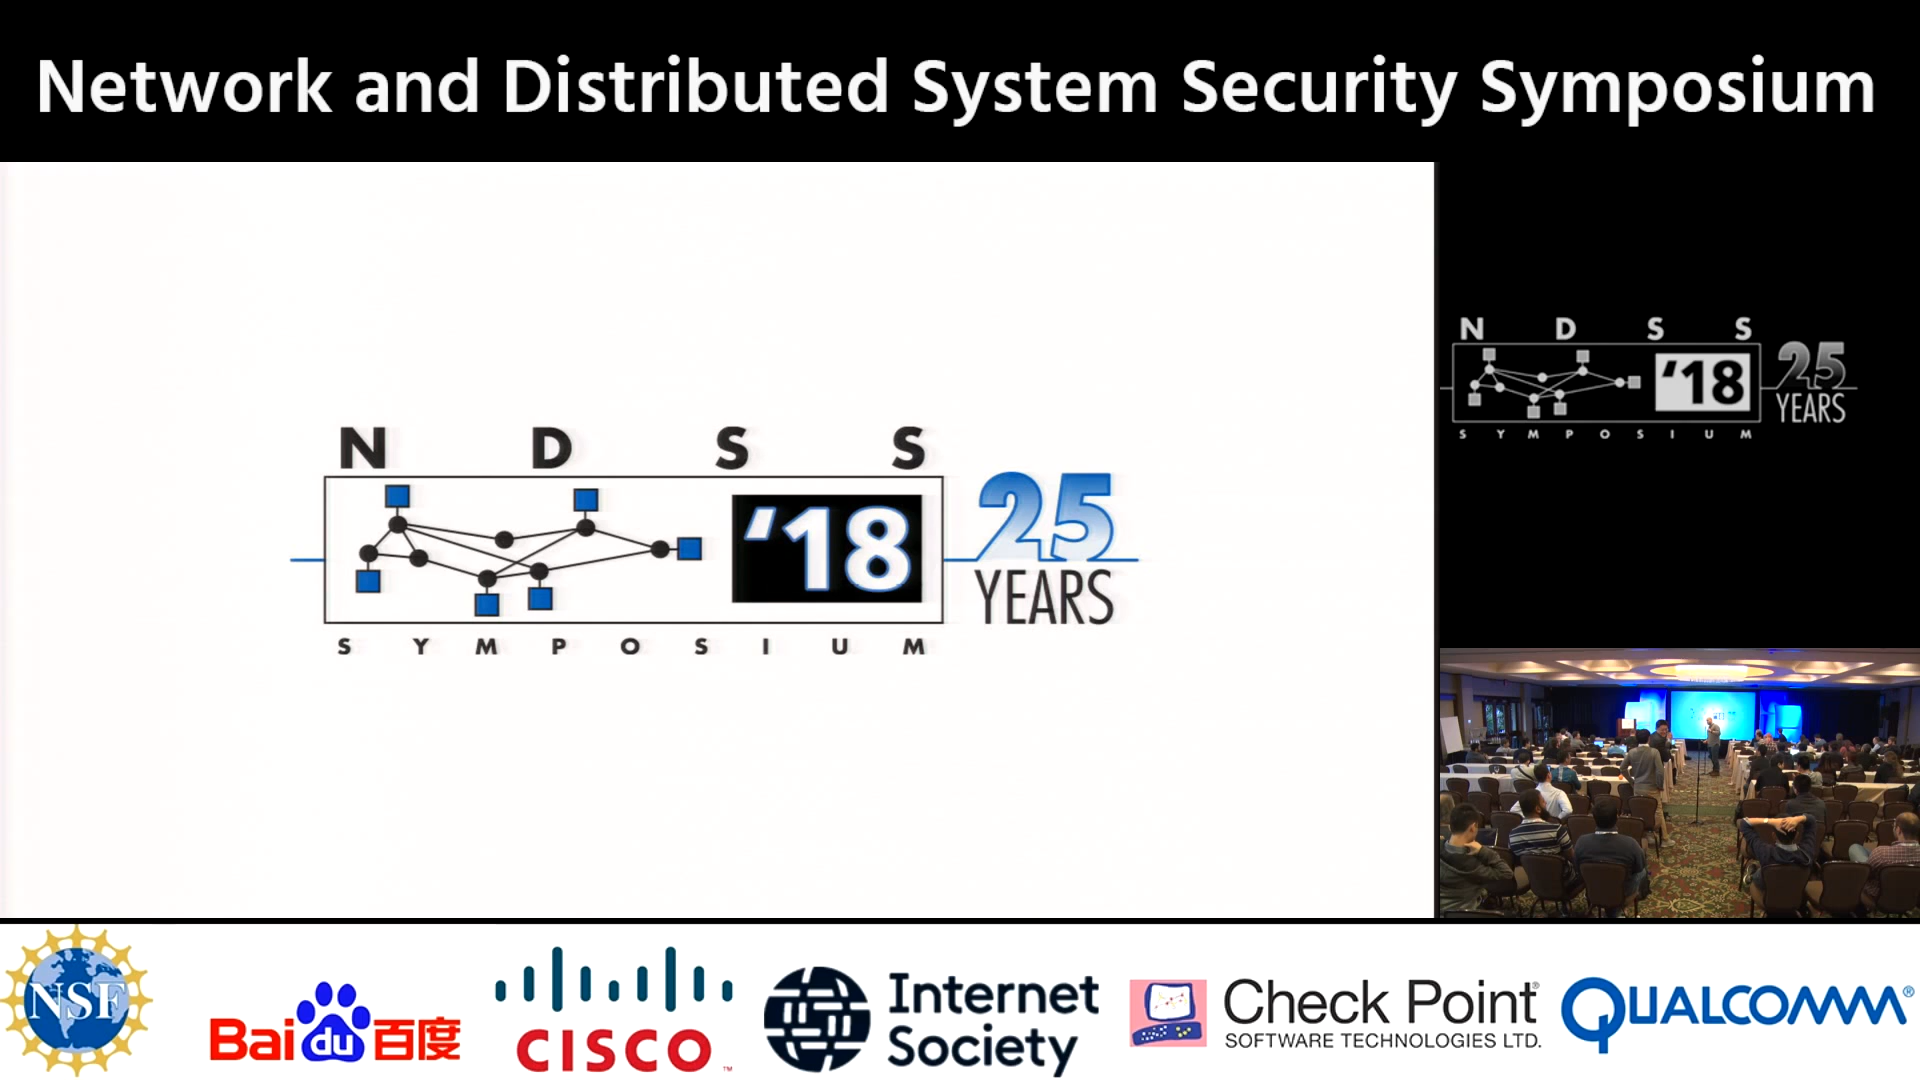 Network and Distributed System Security Symposium
N D S S
'18
25
YEARS
S Y M P O S I U M
N D S S
'18
25
YEARS
S Y M P O S I U M
NSF
Bai du 百度
CISCO™
Internet
Society
Check Point®
SOFTWARE TECHNOLOGIES LTD.
QUALCOMM®